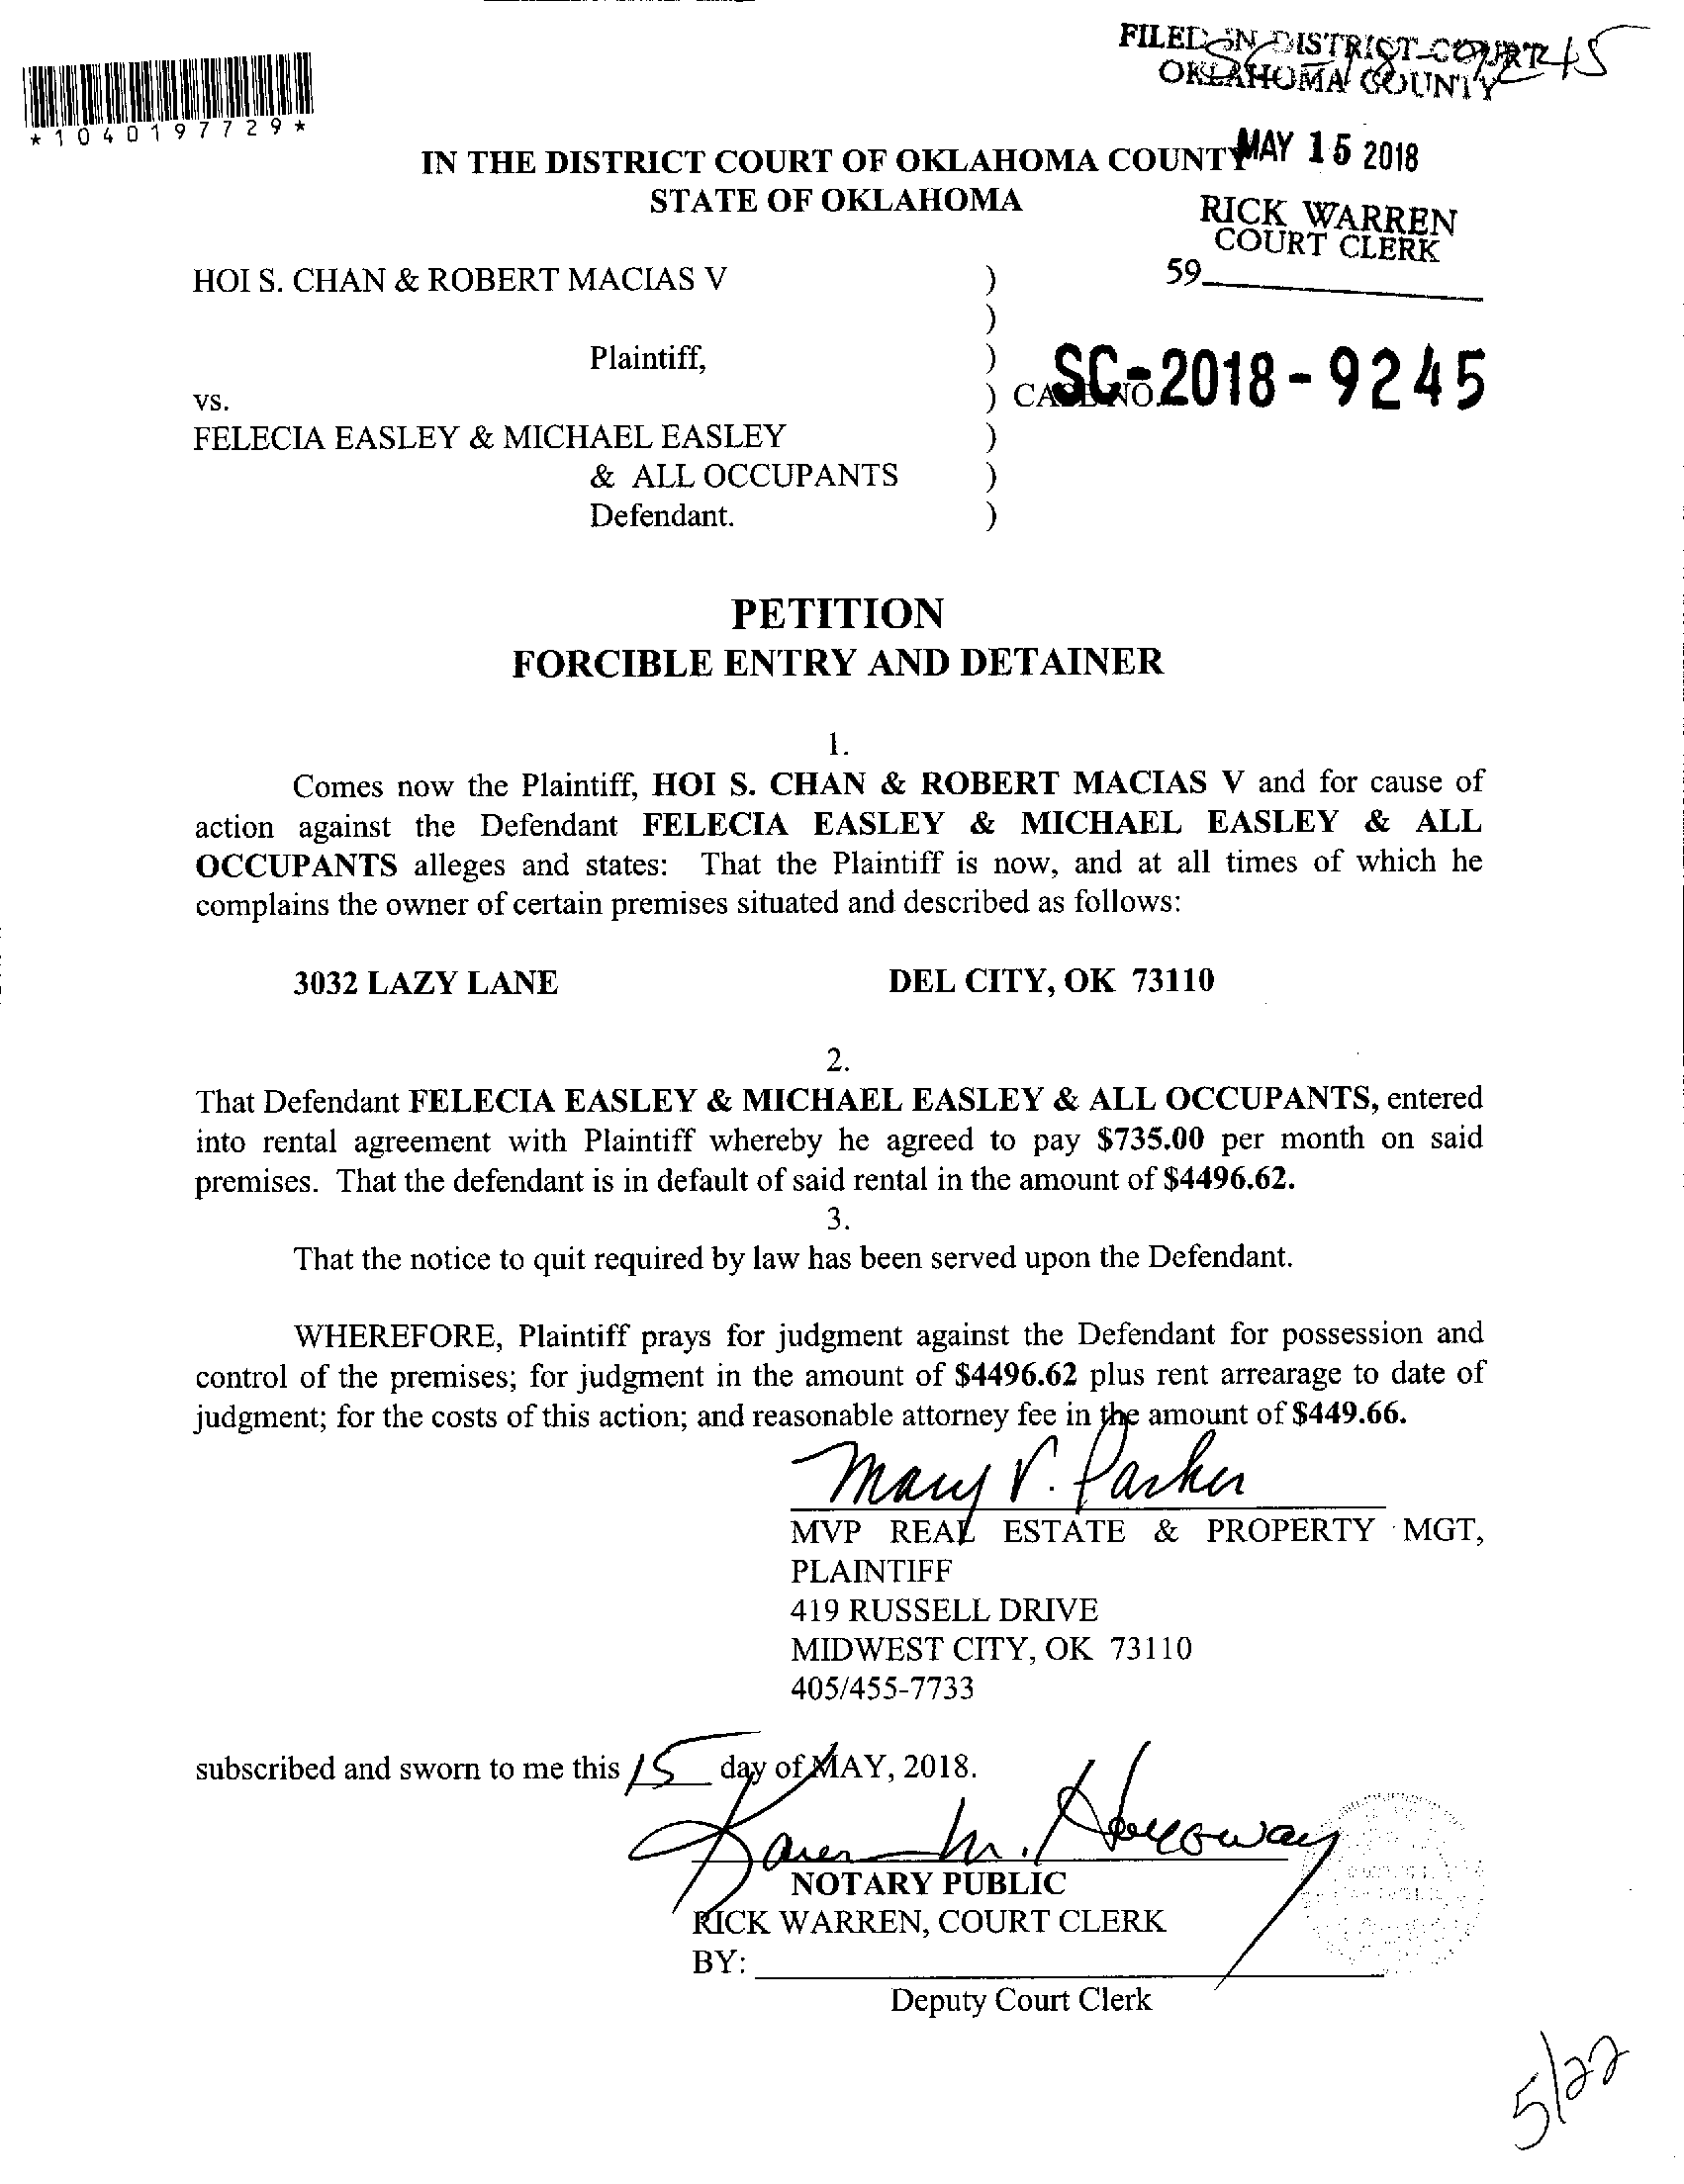 FILED IN DISTRICT COURT
OKLAHOMA COUNTY
*1040197729*
IN THE DISTRICT COURT OF OKLAHOMA COUNTY
MAY 15 2018
STATE OF OKLAHOMA
RICK WARREN
COURT CLERK
59
HOI S. CHAN & ROBERT MACIAS V )
)
Plaintiff, )
vs. ) CASE NO.
SC-2018-9245
FELECIA EASLEY & MICHAEL EASLEY )
& ALL OCCUPANTS )
Defendant. )
PETITION
FORCIBLE ENTRY AND DETAINER
1.
Comes now the Plaintiff, HOI S. CHAN & ROBERT MACIAS V and for cause of
action against the Defendant FELECIA EASLEY & MICHAEL EASLEY & ALL
OCCUPANTS alleges and states: That the Plaintiff is now, and at all times of which he
complains the owner of certain premises situated and described as follows:
3032 LAZY LANE DEL CITY, OK 73110
2.
That Defendant FELECIA EASLEY & MICHAEL EASLEY & ALL OCCUPANTS, entered
into rental agreement with Plaintiff whereby he agreed to pay $735.00 per month on said
premises. That the defendant is in default of said rental in the amount of $4496.62.
3.
That the notice to quit required by law has been served upon the Defendant.
WHEREFORE, Plaintiff prays for judgment against the Defendant for possession and
control of the premises; for judgment in the amount of $4496.62 plus rent arrearage to date of
judgment; for the costs of this action; and reasonable attorney fee in the amount of $449.66.
Mary V. Parker
MVP REAL ESTATE & PROPERTY MGT,
PLAINTIFF
419 RUSSELL DRIVE
MIDWEST CITY, OK 73110
405/455-7733
subscribed and sworn to me this 15 day of MAY, 2018.
Karen M. Holloway
NOTARY PUBLIC
RICK WARREN, COURT CLERK
BY:
Deputy Court Clerk
5/22